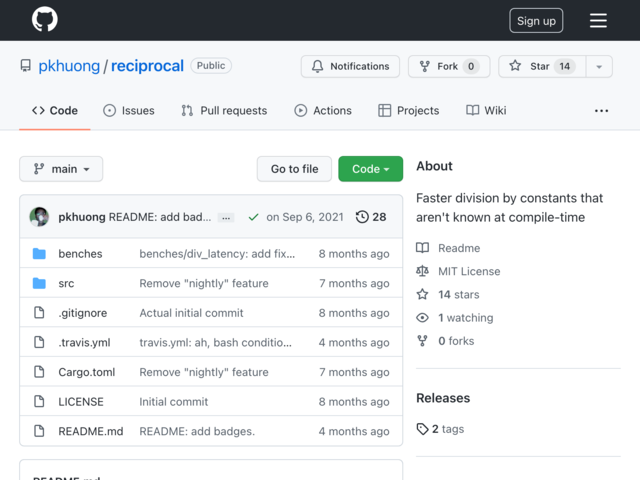 Sign up
pkhuong / reciprocal Public
Notifications Fork 0 Star 14
Code Issues Pull requests Actions Projects Wiki ...
main Go to file Code
pkhuong README: add bad... ... on Sep 6, 2021 28
benches benches/div_latency: add fix... 8 months ago
src Remove "nightly" feature 7 months ago
.gitignore Actual initial commit 8 months ago
.travis.yml travis.yml: ah, bash conditio... 4 months ago
Cargo.toml Remove "nightly" feature 7 months ago
LICENSE Initial commit 8 months ago
README.md README: add badges. 4 months ago
README.md
About
Faster division by constants that
aren't known at compile-time
Readme
MIT License
14 stars
1 watching
0 forks
Releases
2 tags